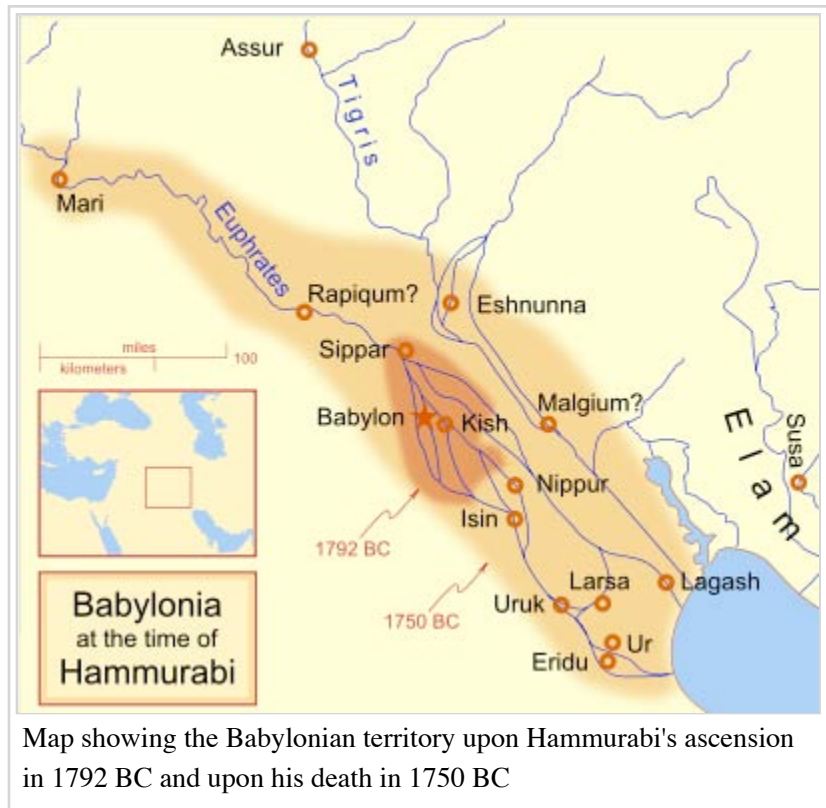 Assur
Tigris
Mari
Euphrates
Rapiqum?
Eshnunna
Sippar
miles
kilometers
100
Babylon
Kish
Malgium?
Elam
Susa
Nippur
Isin
1792 BC
Larsa
Lagash
Uruk
1750 BC
Ur
Eridu
Babylonia
at the time of
Hammurabi
Map showing the Babylonian territory upon Hammurabi's ascension
in 1792 BC and upon his death in 1750 BC